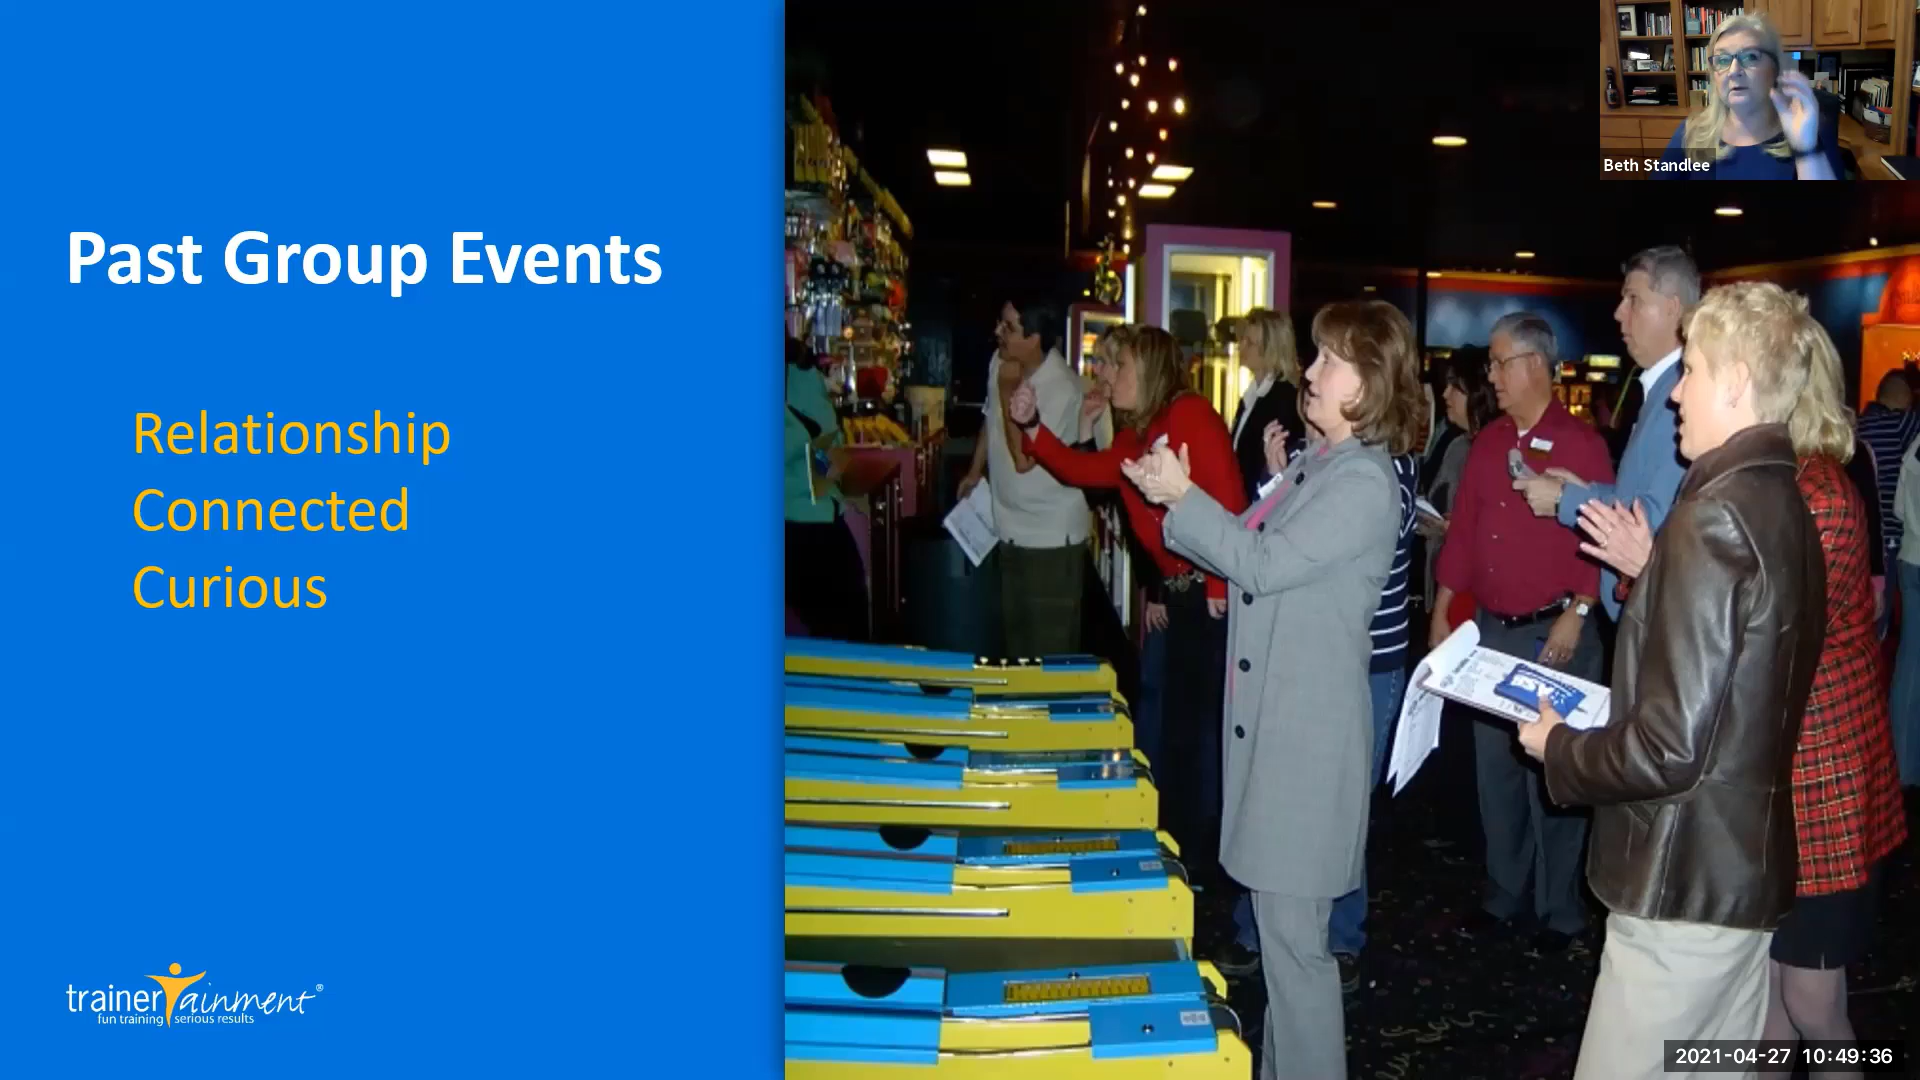 Past Group Events
Relationship
Connected
Curious
trainertainment®
fun training serious results
Beth Standlee
2021-04-27 10:49:36